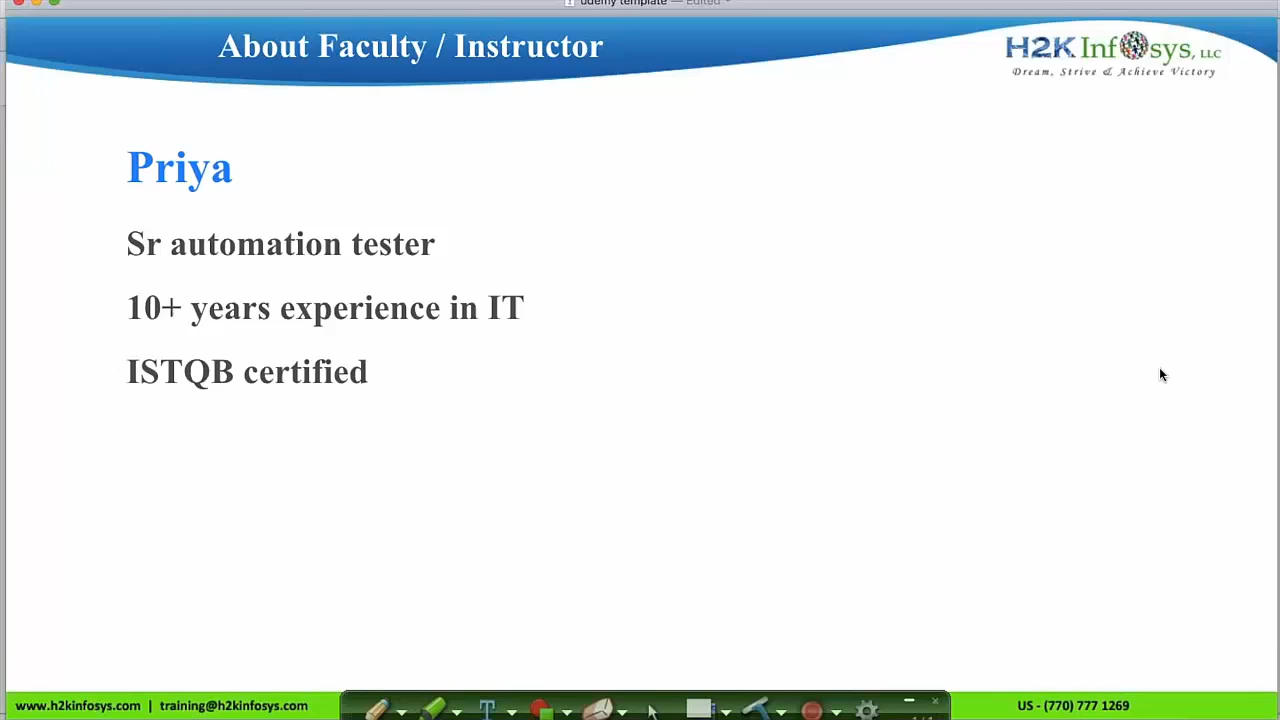 udemy template — Edited
About Faculty / Instructor
H2K Infosys, LLC
Dream, Strive & Achieve Victory
Priya
Sr automation tester
10+ years experience in IT
ISTQB certified
www.h2kinfosys.com | training@h2kinfosys.com
US - (770) 777 1269